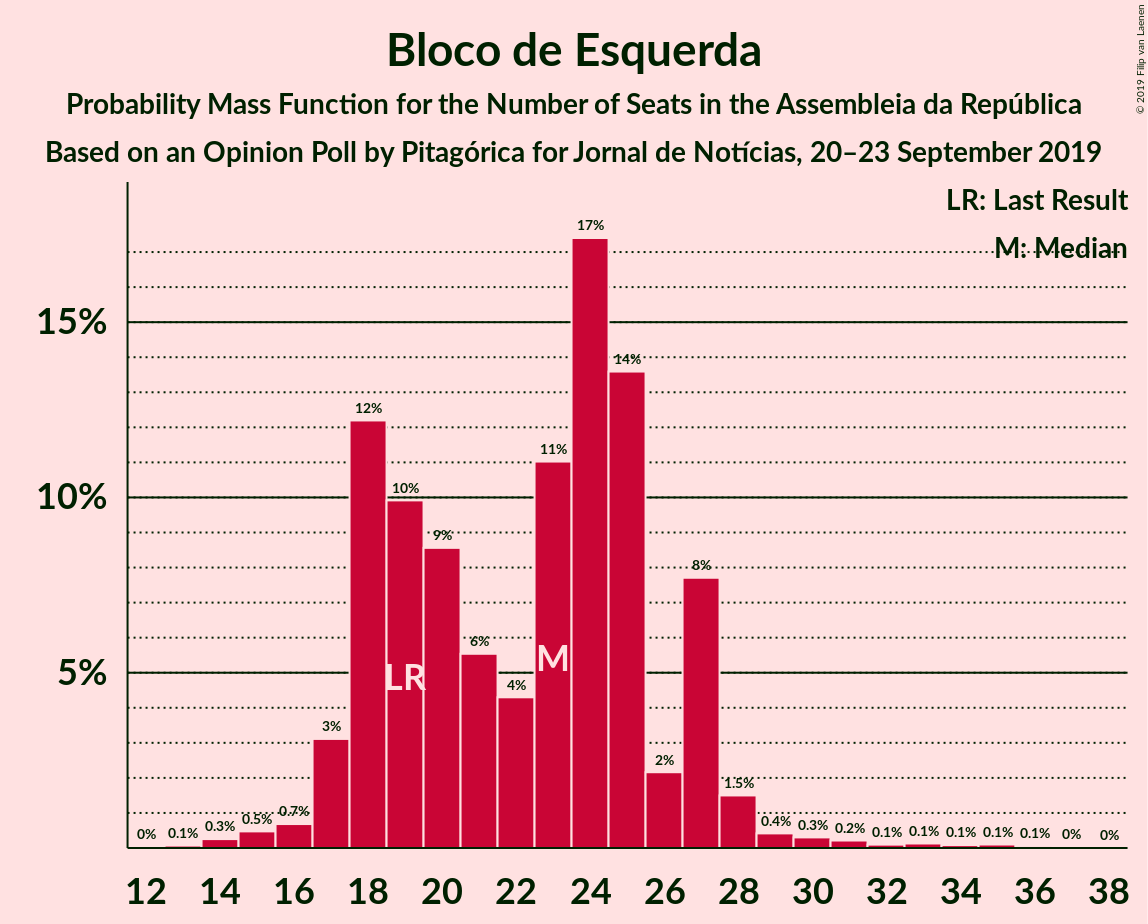 Bloco de Esquerda
Probability Mass Function for the Number of Seats in the Assembleia da República
Based on an Opinion Poll by Pitagórica for Jornal de Notícias, 20–23 September 2019
© 2019 Filip van Laenen
LR: Last Result
M: Median
15%
10%
5%
0% 0.1% 0.3% 0.5% 0.7% 3% 12% 10% 9% 6% 4% 11% 17% 14% 2% 8% 1.5% 0.4% 0.3% 0.2% 0.1% 0.1% 0.1% 0.1% 0.1% 0% 0%
LR M
12 14 16 18 20 22 24 26 28 30 32 34 36 38